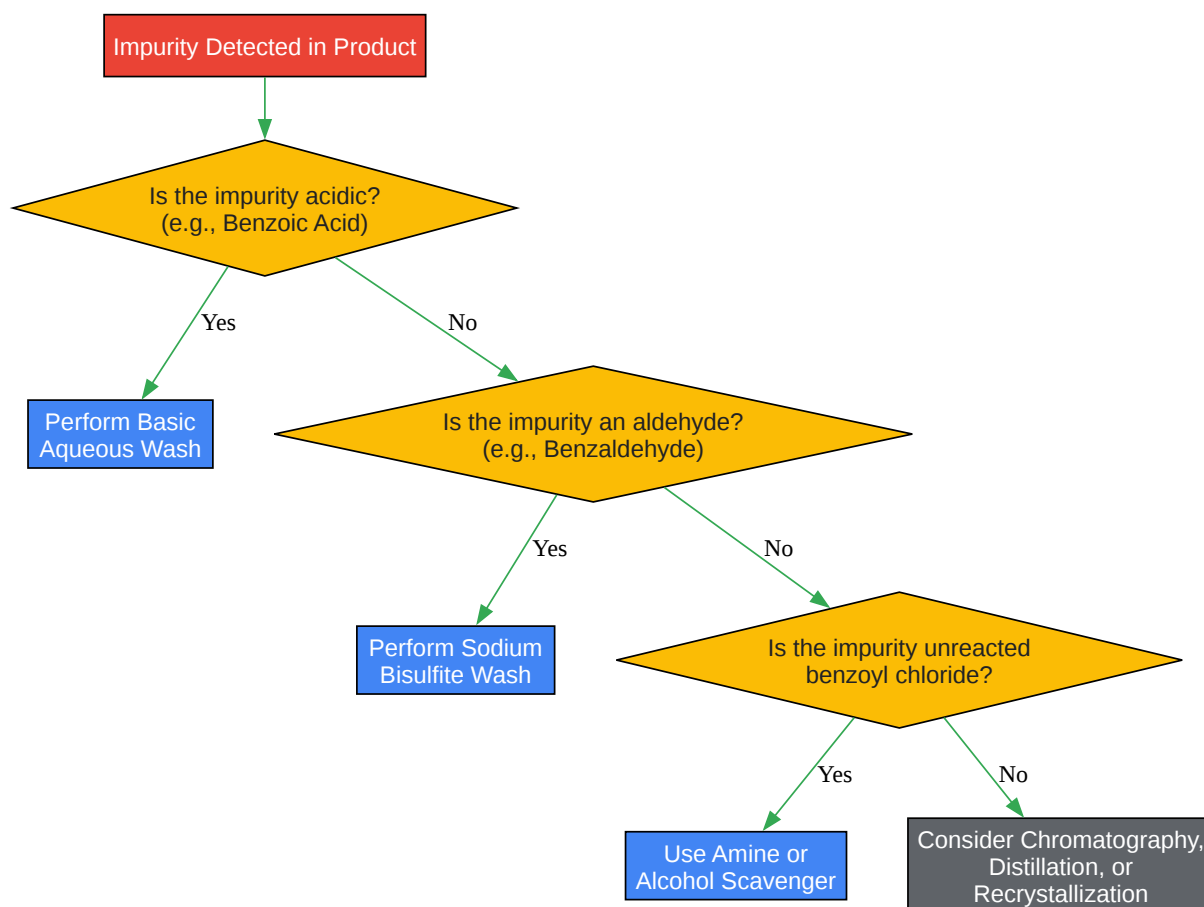 Impurity Detected in Product
Is the impurity acidic?
(e.g., Benzoic Acid)
Yes
No
Perform Basic
Aqueous Wash
Is the impurity an aldehyde?
(e.g., Benzaldehyde)
Yes
No
Perform Sodium
Bisulfite Wash
Is the impurity unreacted
benzoyl chloride?
Yes
No
Use Amine or
Alcohol Scavenger
Consider Chromatography,
Distillation, or
Recrystallization